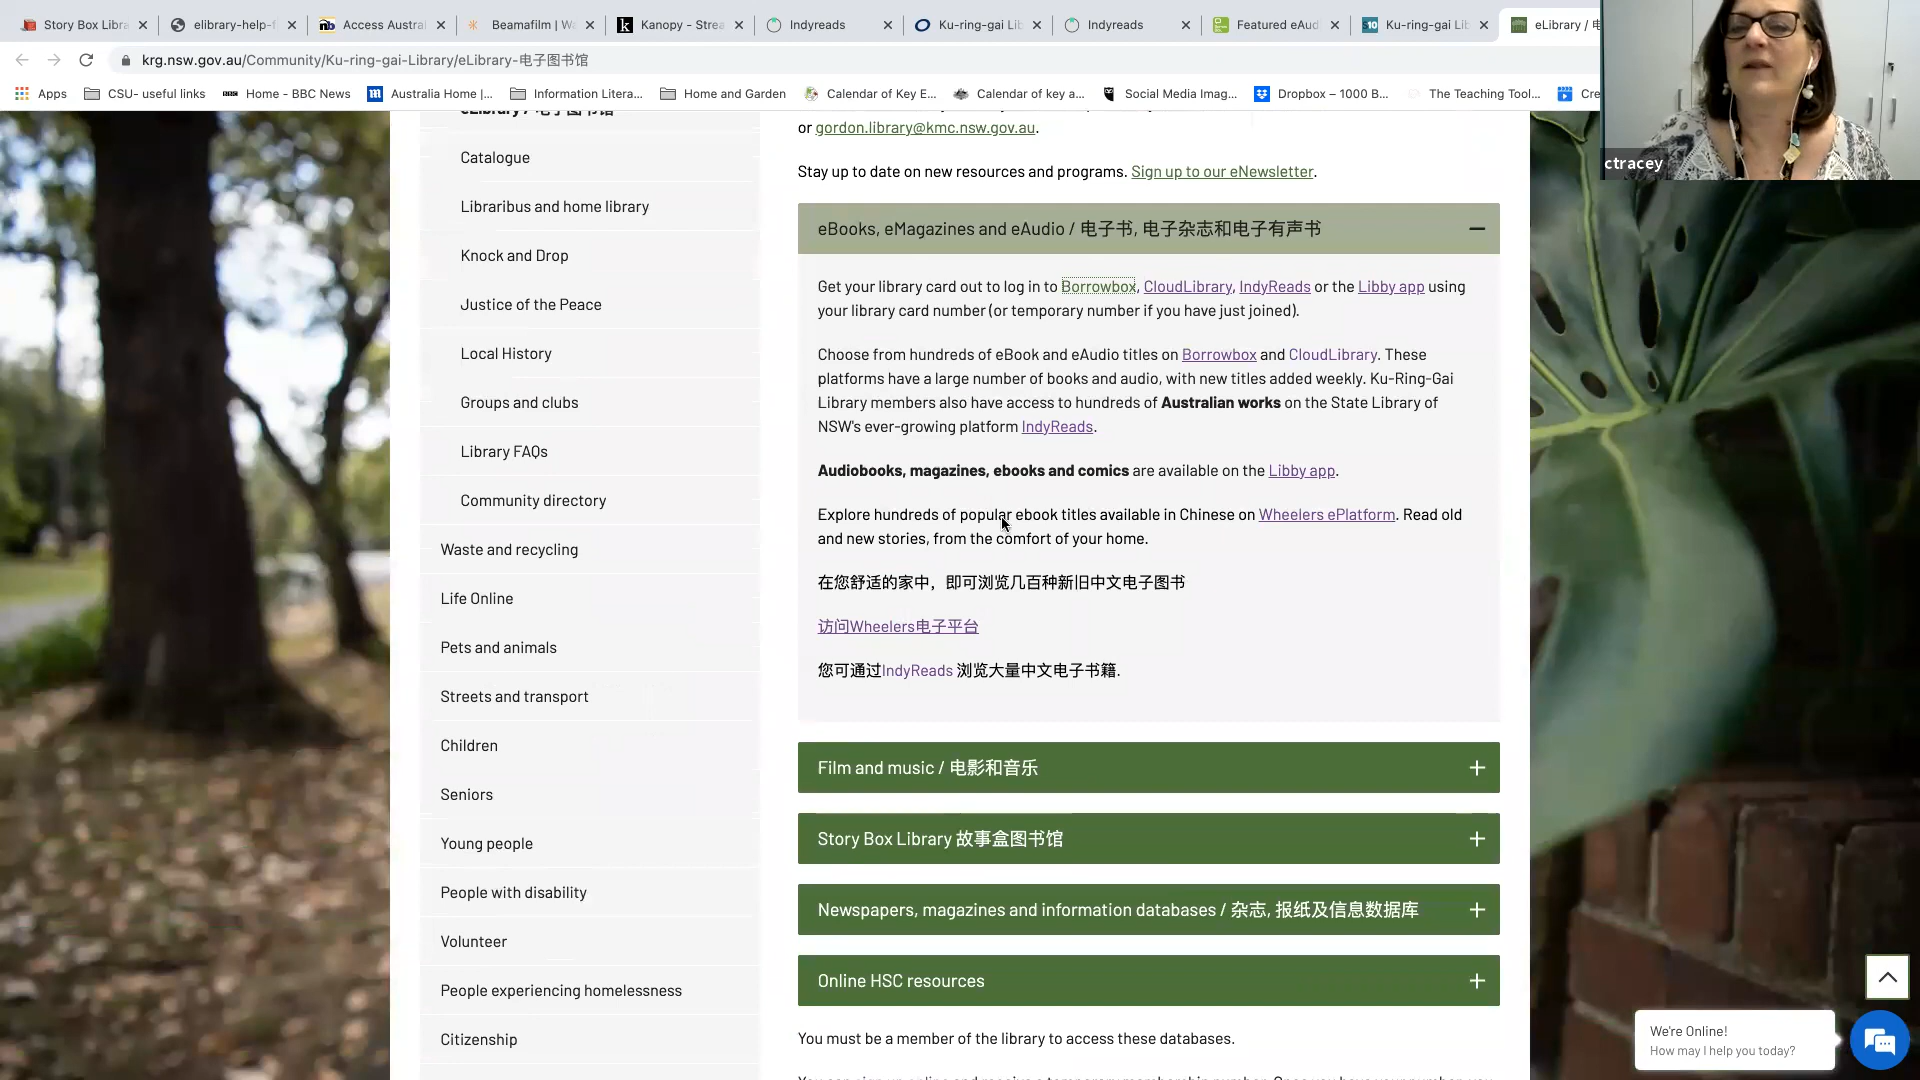 Story Box Libra
elibrary-help-f
Access Austra
Beamafilm | W
Kanopy - Strea
Indyreads
Ku-ring-gai Lib
Indyreads
Featured eAud
Ku-ring-gai Lib
eLibrary / 电
krg.nsw.gov.au/Community/Ku-ring-gai-Library/eLibrary-电子图书馆
Apps
CSU- useful links
Home - BBC News
Australia Home |...
Information Litera...
Home and Garden
Calendar of Key E...
Calendar of key a...
Social Media Imag...
Dropbox – 1000 B...
The Teaching Tool...
Cre
ctracey
eLibrary / 电子图书馆
Catalogue
Libraribus and home library
Knock and Drop
Justice of the Peace
Local History
Groups and clubs
Library FAQs
Community directory
Waste and recycling
Life Online
Pets and animals
Streets and transport
Children
Seniors
Young people
People with disability
Volunteer
People experiencing homelessness
Citizenship
or gordon.library@kmc.nsw.gov.au.
Stay up to date on new resources and programs. Sign up to our eNewsletter.
eBooks, eMagazines and eAudio / 电子书, 电子杂志和电子有声书
Get your library card out to log in to Borrowbox, CloudLibrary, IndyReads or the Libby app using
your library card number (or temporary number if you have just joined).
Choose from hundreds of eBook and eAudio titles on Borrowbox and CloudLibrary. These
platforms have a large number of books and audio, with new titles added weekly. Ku-Ring-Gai
Library members also have access to hundreds of Australian works on the State Library of
NSW's ever-growing platform IndyReads.
Audiobooks, magazines, ebooks and comics are available on the Libby app.
Explore hundreds of popular ebook titles available in Chinese on Wheelers ePlatform. Read old
and new stories, from the comfort of your home.
在您舒适的家中，即可浏览几百种新旧中文电子图书
访问Wheelers电子平台
您可通过IndyReads 浏览大量中文电子书籍.
Film and music / 电影和音乐
Story Box Library 故事盒图书馆
Newspapers, magazines and information databases / 杂志, 报纸及信息数据库
Online HSC resources
You must be a member of the library to access these databases.
We're Online!
How may I help you today?